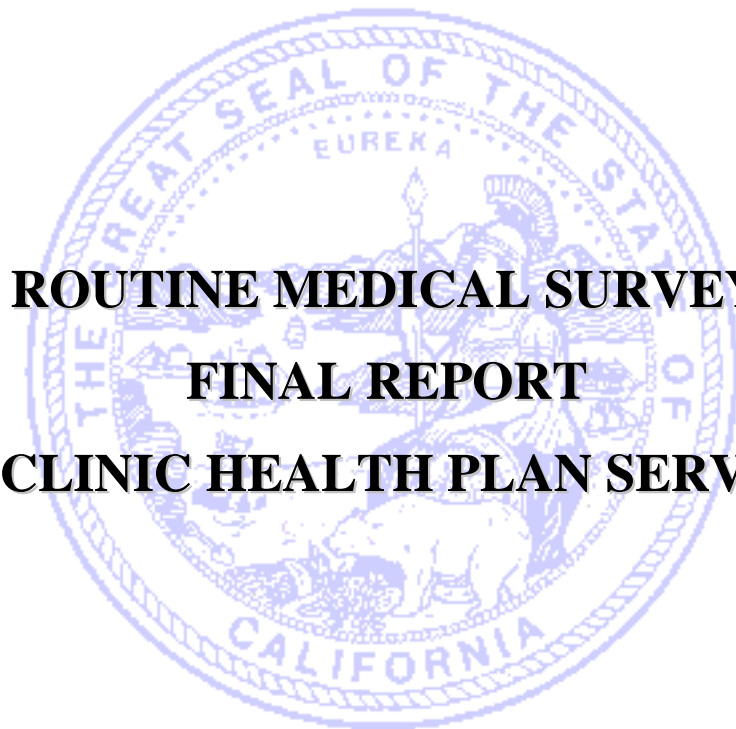 THE GREAT SEAL OF THE STATE OF CALIFORNIA
EUREKA
ROUTINE MEDICAL SURVEY
FINAL REPORT
CLINIC HEALTH PLAN SERV